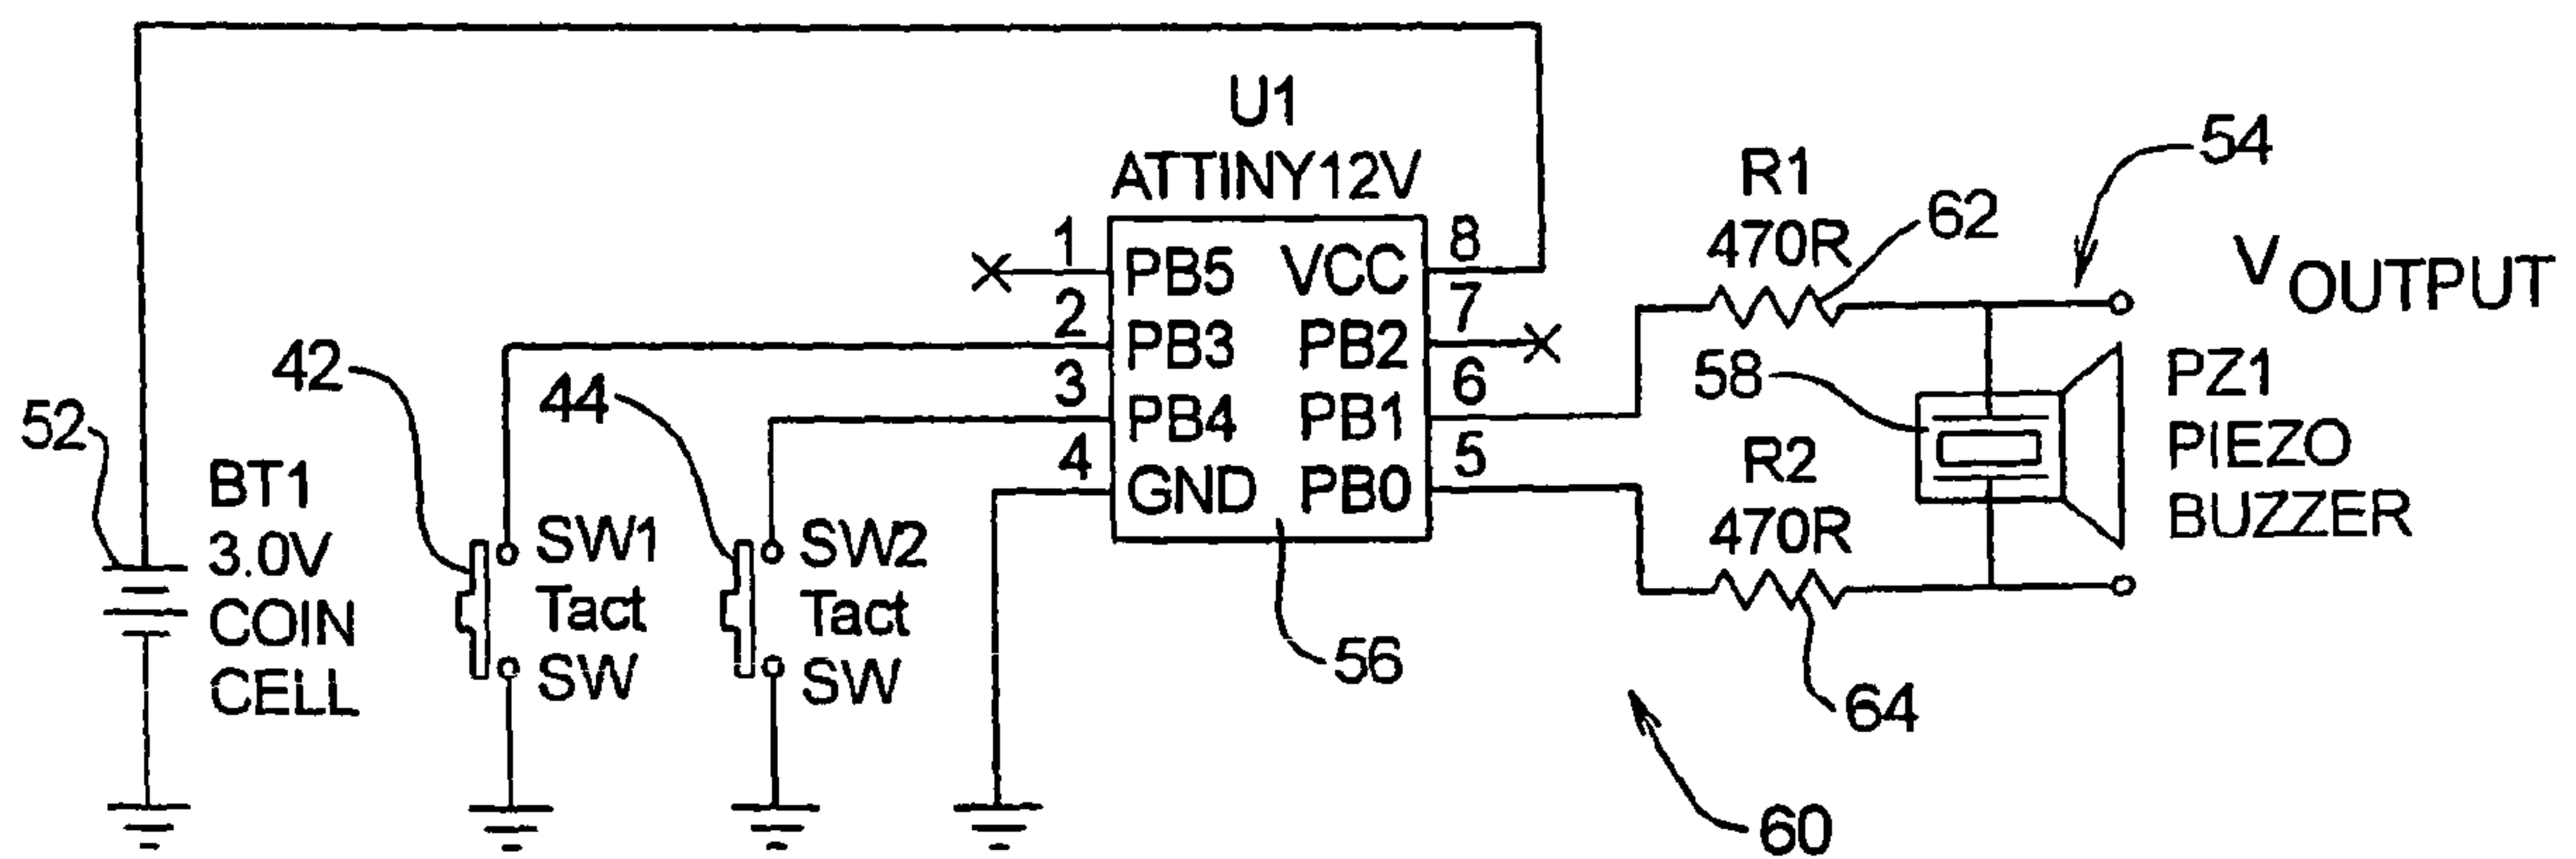 U1
ATTINY12V
1 PB5 VCC 8
2 PB3 PB2 7
3 PB4 PB1 6
4 GND PB0 5
56
52
BT1
3.0V
COIN
CELL
42
SW1
Tact
SW
44
SW2
Tact
SW
R1
470R
62
54
VOUTPUT
58
PZ1
PIEZO
BUZZER
R2
470R
64
60